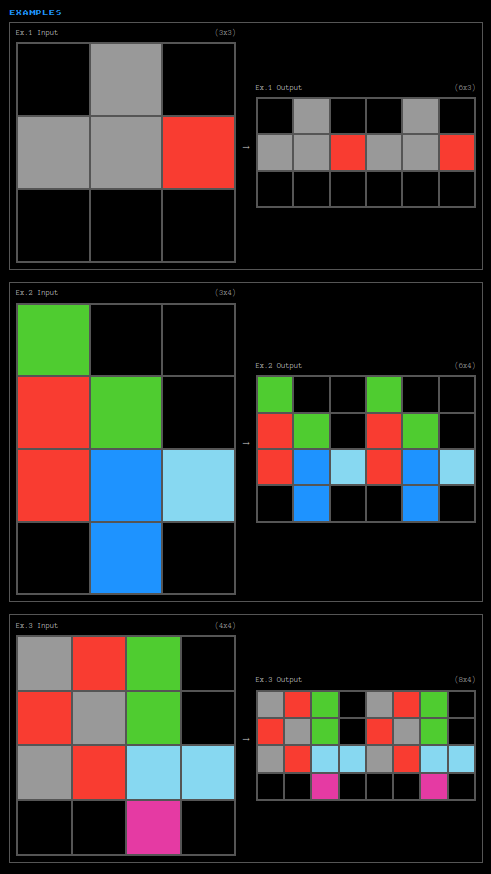 EXAMPLES
Ex.1 Input (3x3)
Ex.1 Output (6x3)
→
Ex.2 Input (3x4)
Ex.2 Output (6x4)
→
Ex.3 Input (4x4)
Ex.3 Output (8x4)
→